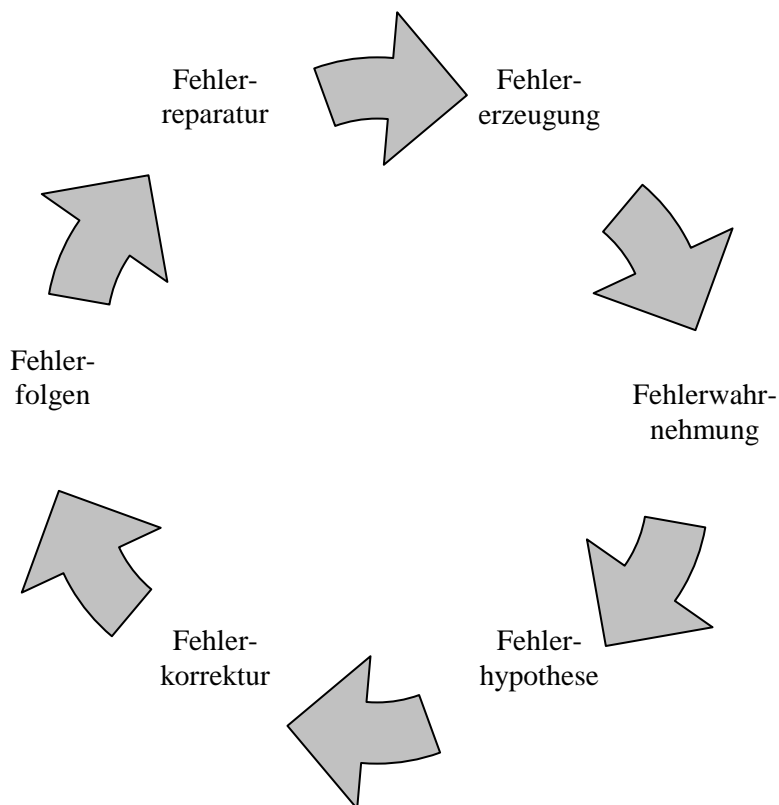 Fehler-
reparatur
Fehler-
erzeugung
Fehlerwahr-
nehmung
Fehler-
hypothese
Fehler-
korrektur
Fehler-
folgen